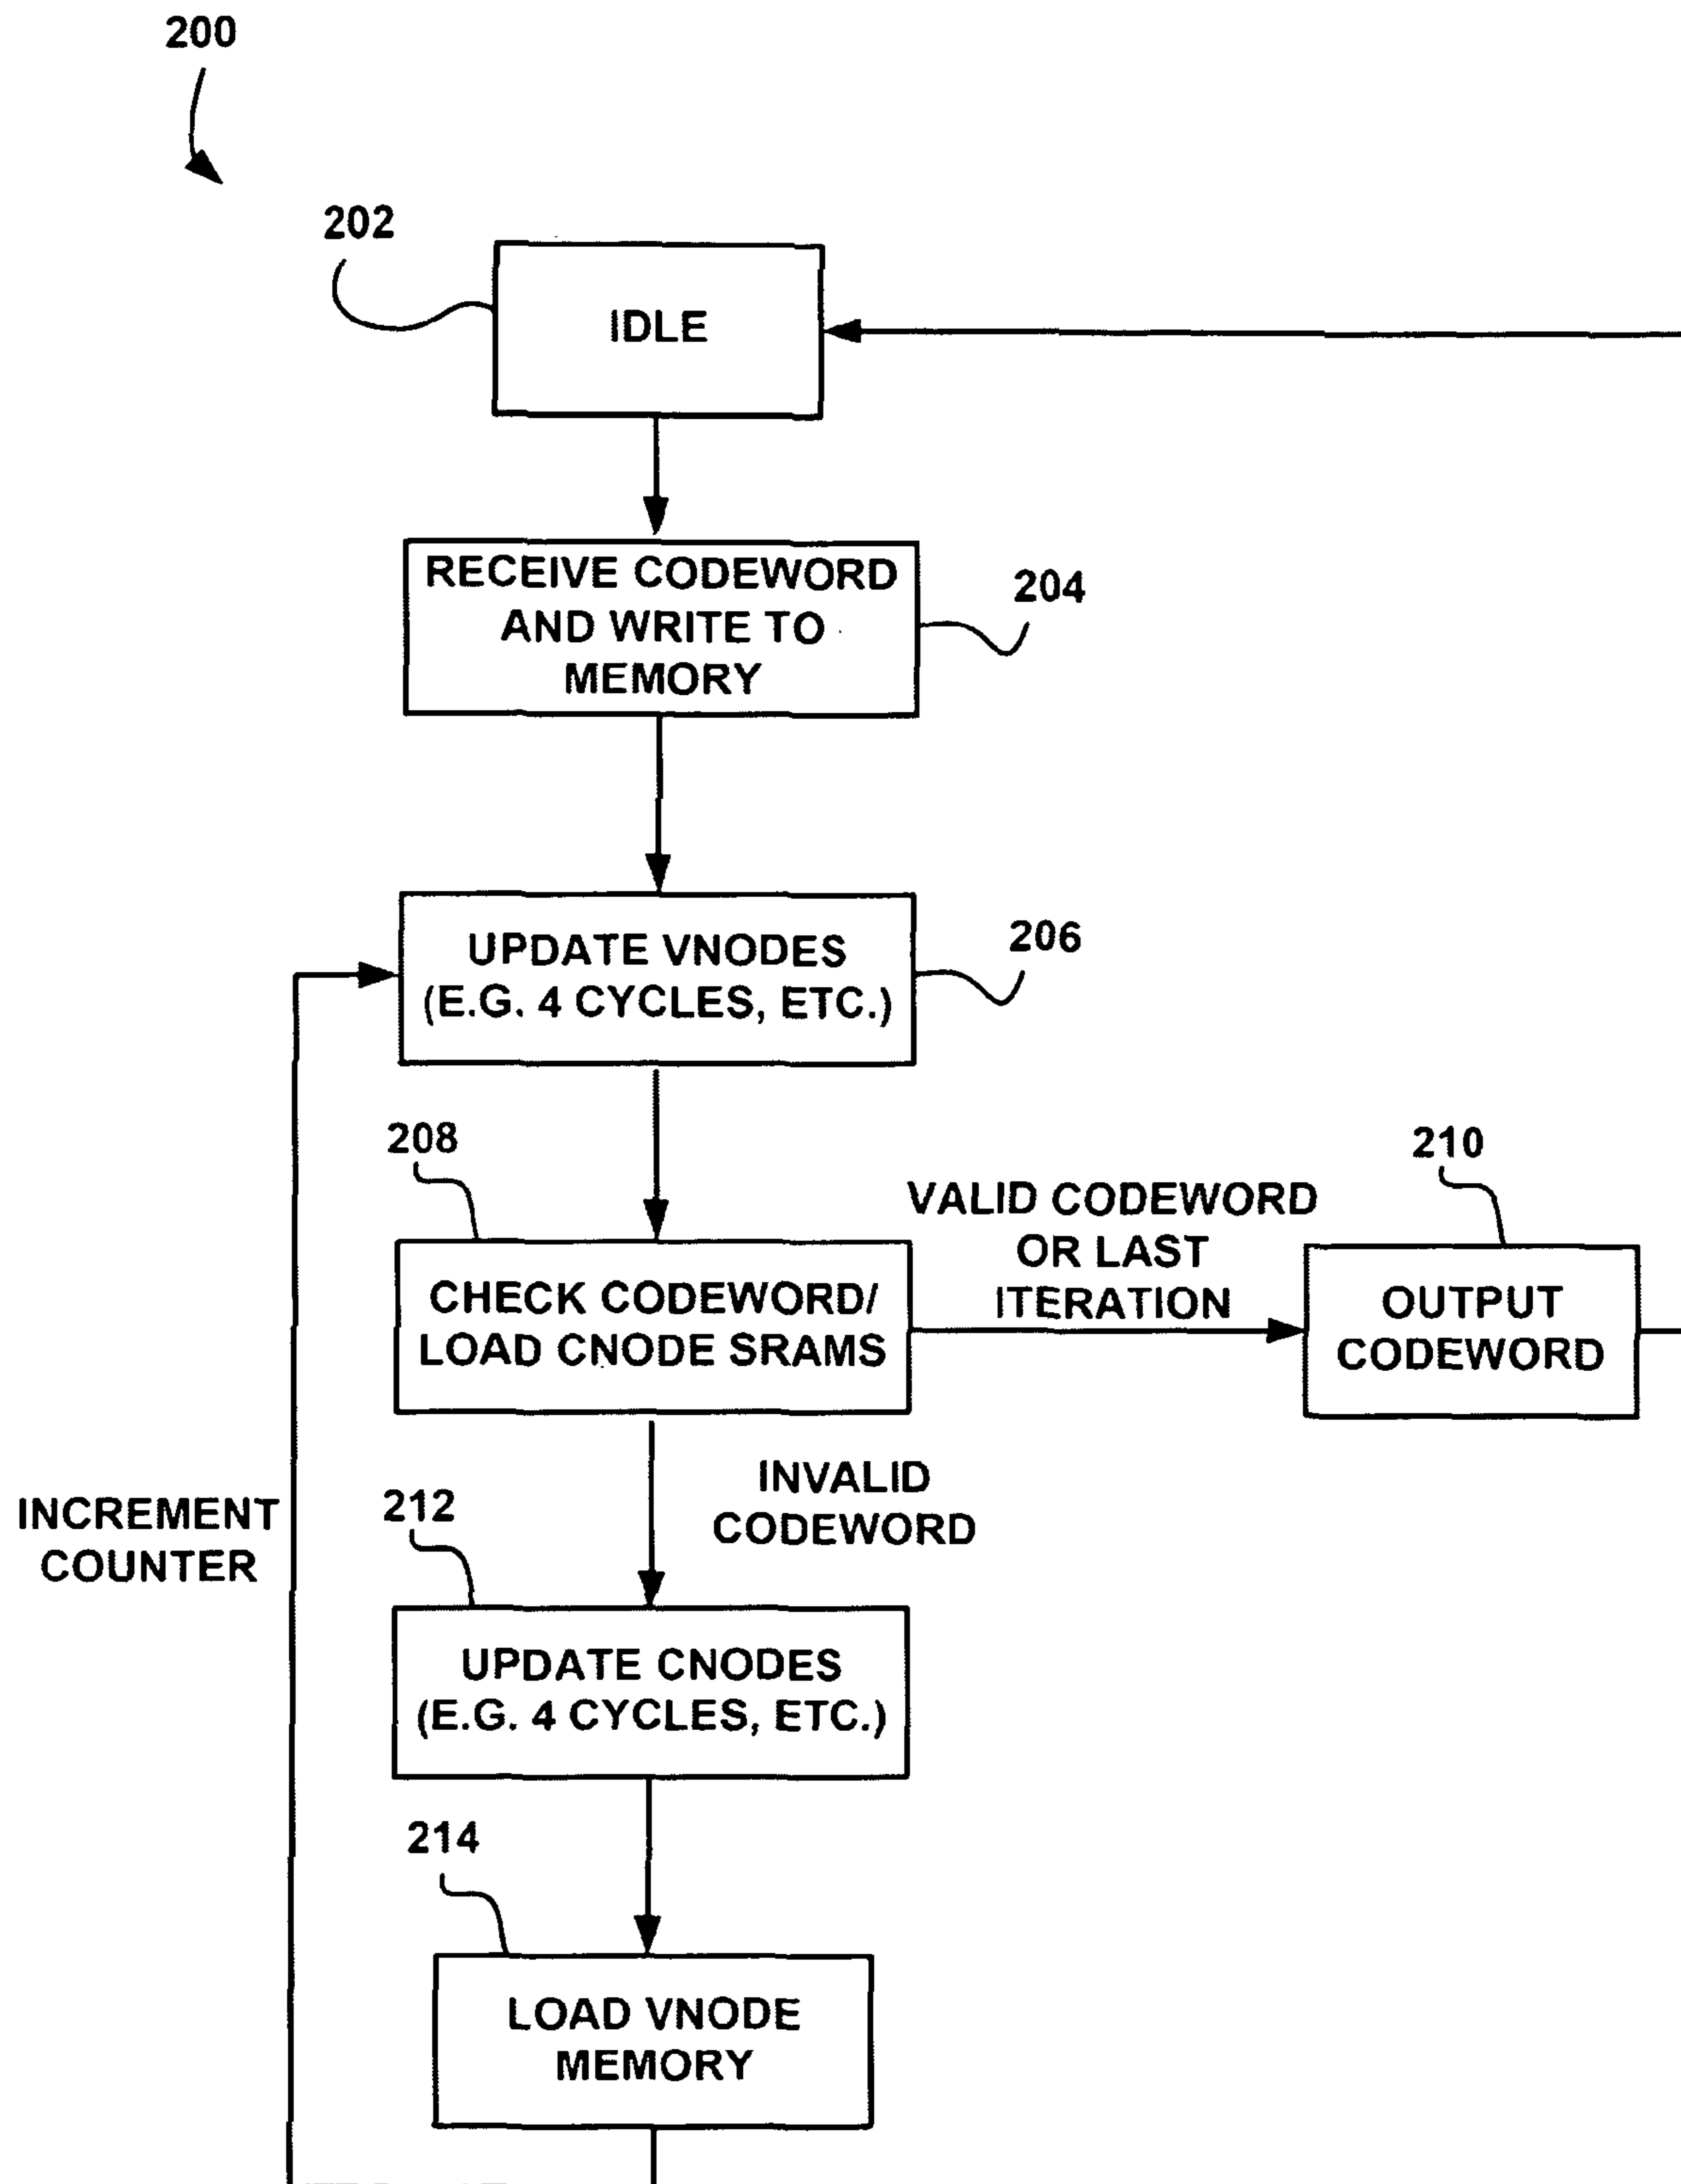 200
202
IDLE
RECEIVE CODEWORD
AND WRITE TO
MEMORY
204
UPDATE VNODES
(E.G. 4 CYCLES, ETC.)
206
208
CHECK CODEWORD/
LOAD CNODE SRAMS
VALID CODEWORD
OR LAST
ITERATION
210
OUTPUT
CODEWORD
INVALID
CODEWORD
INCREMENT
COUNTER
212
UPDATE CNODES
(E.G. 4 CYCLES, ETC.)
214
LOAD VNODE
MEMORY